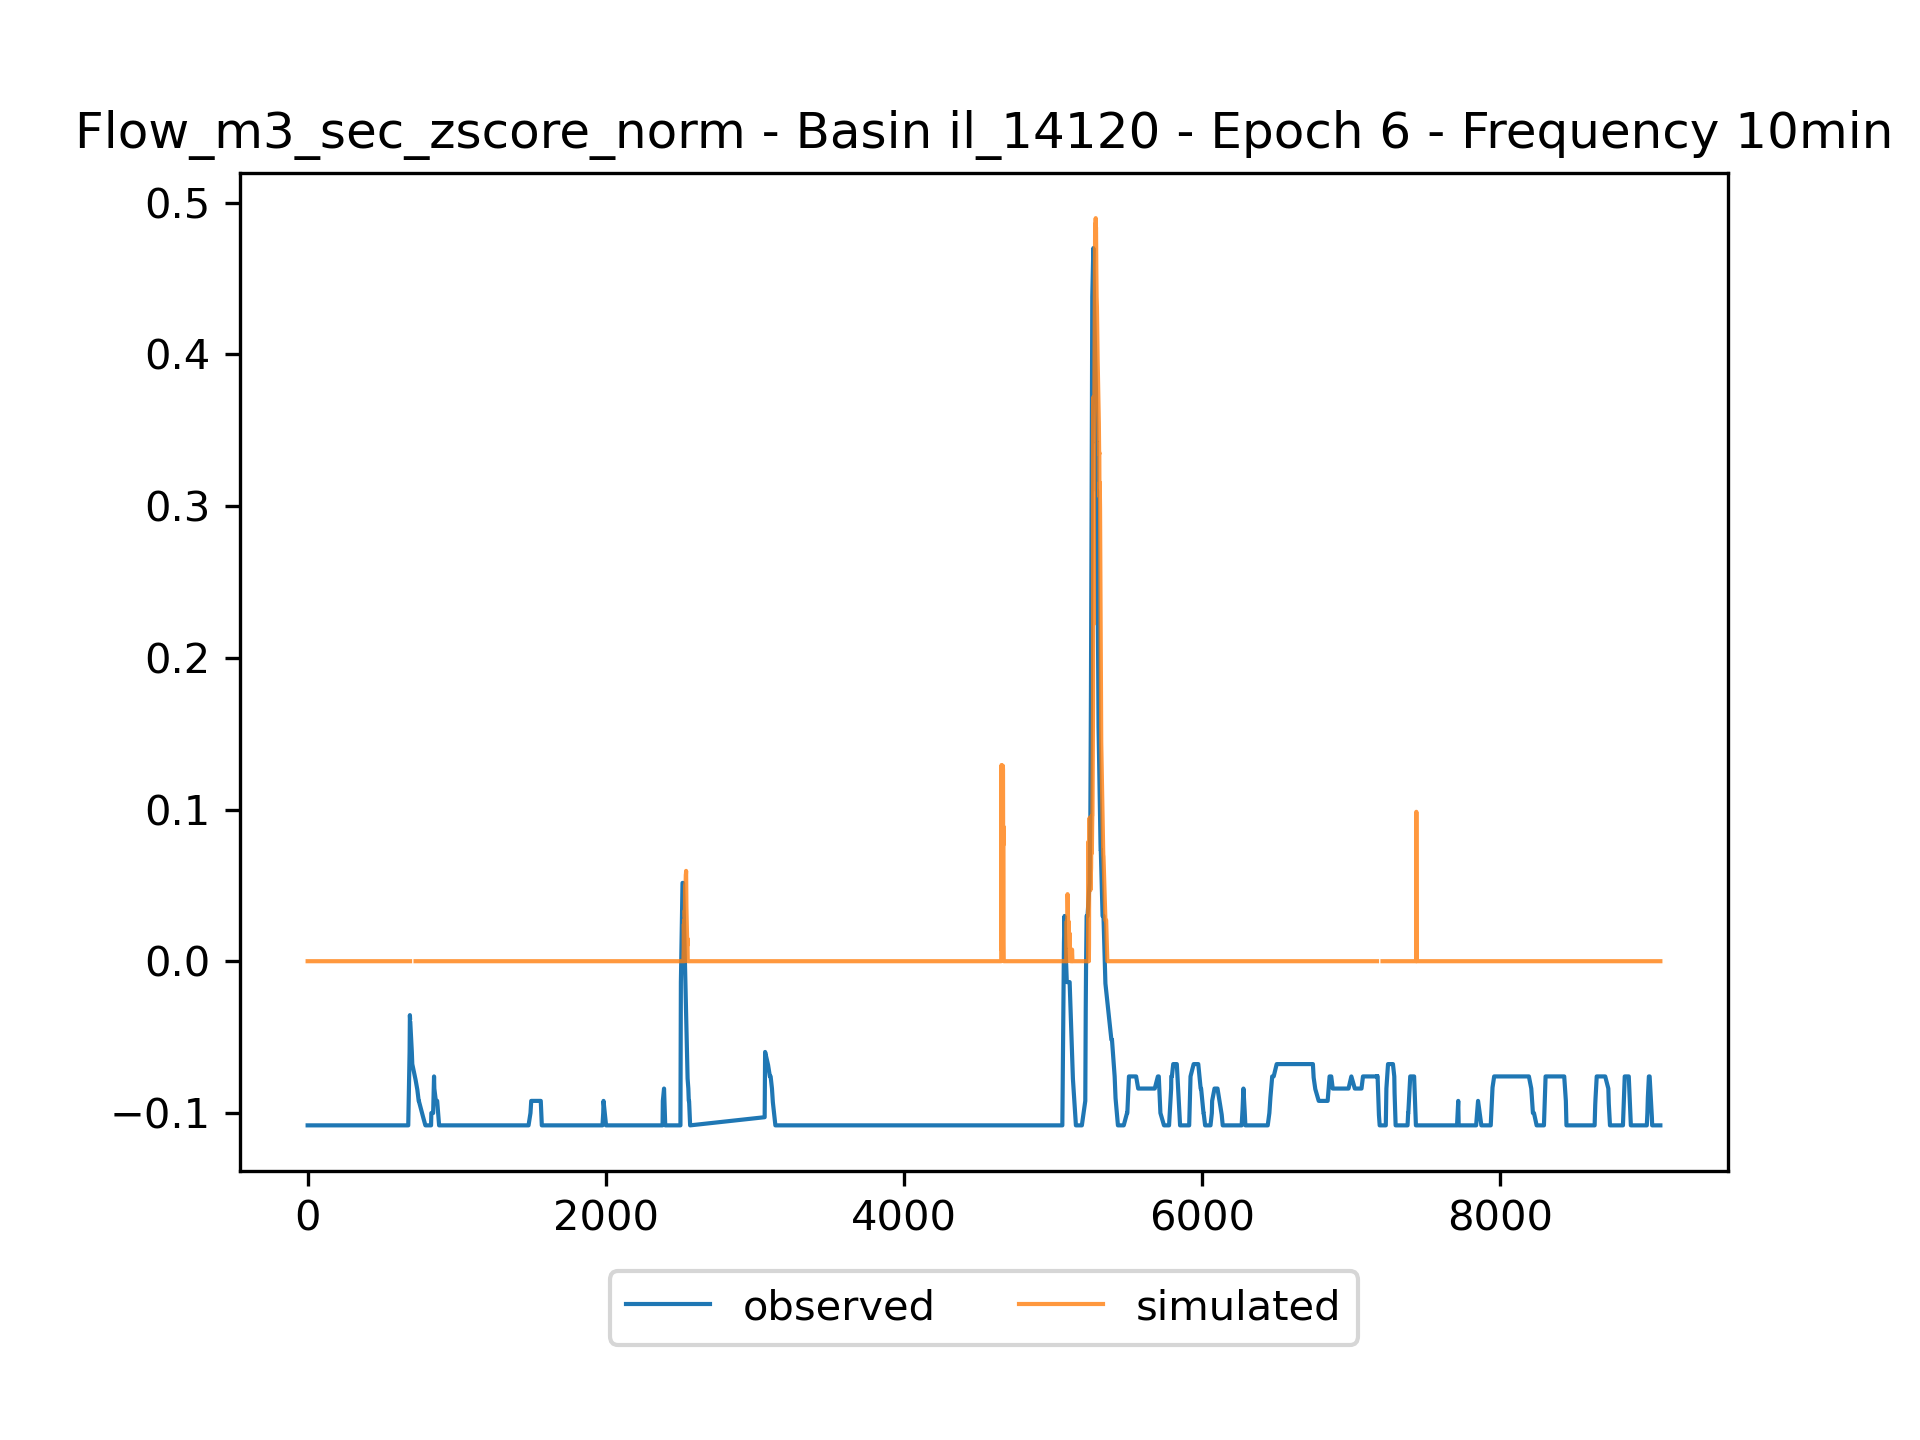 Flow_m3_sec_zscore_norm - Basin il_14120 - Epoch 6 - Frequency 10min
0.5
0.4
0.3
0.2
0.1
0.0
−0.1
0 2000 4000 6000 8000
observed simulated